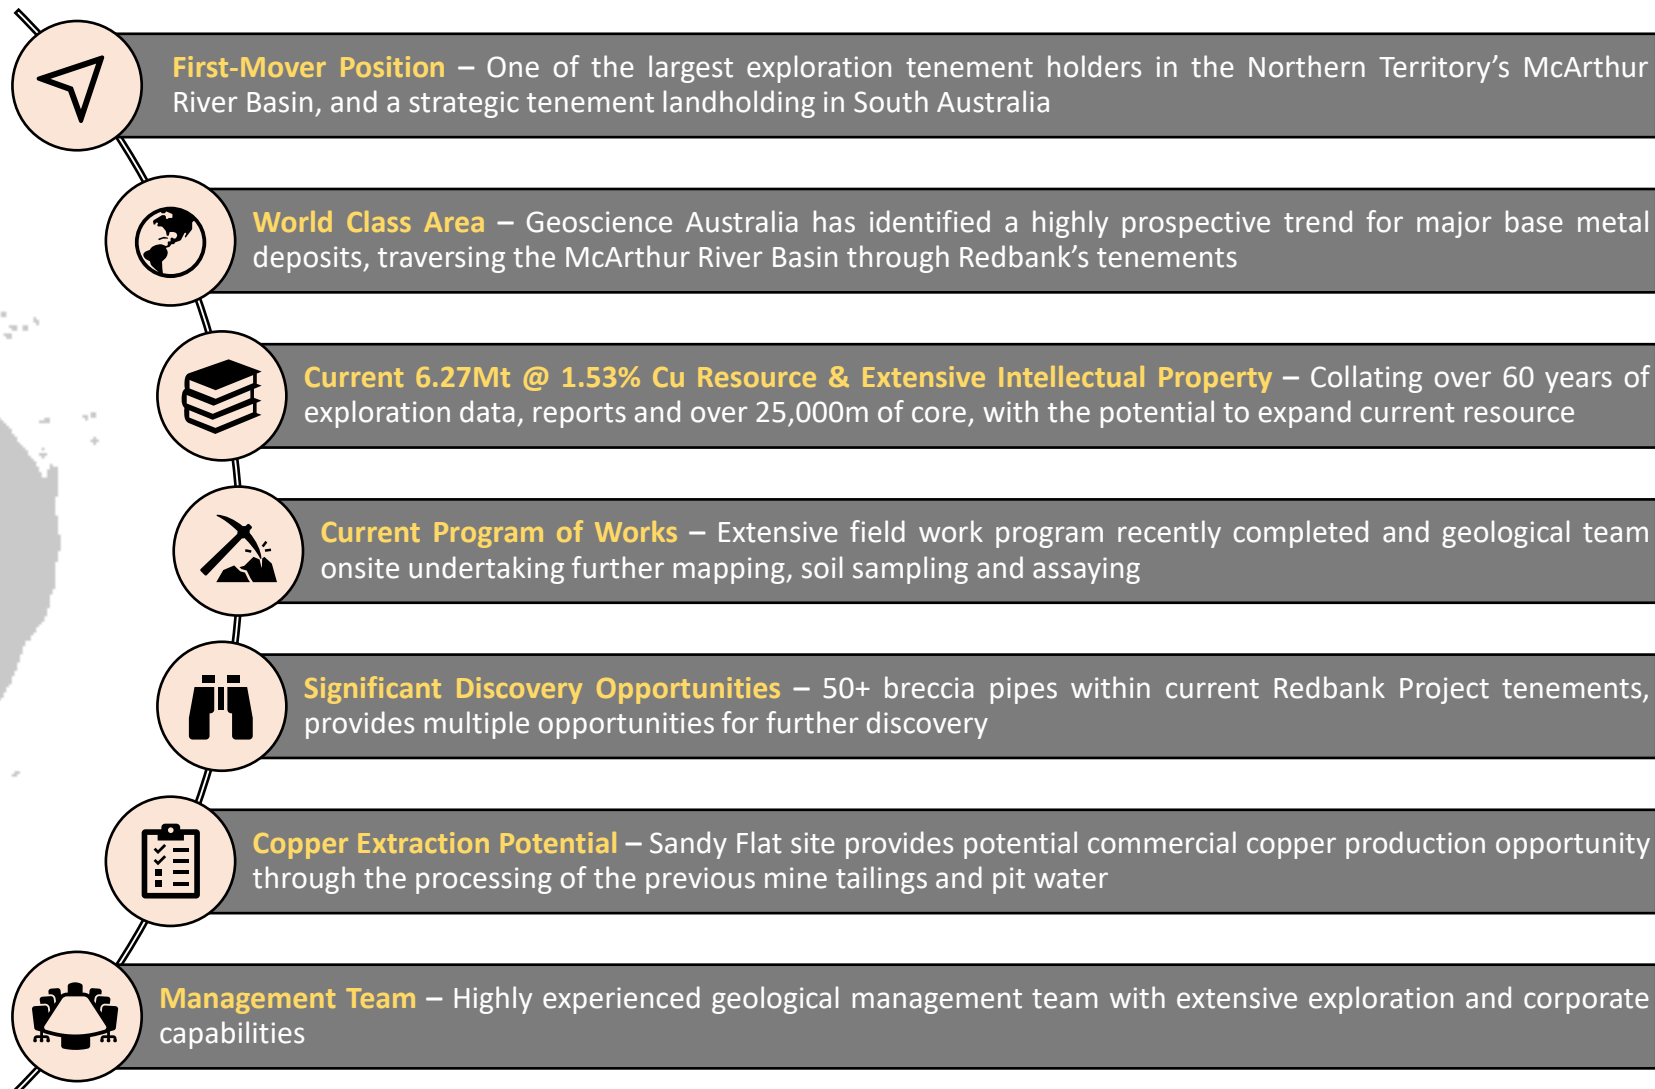 First-Mover Position – One of the largest exploration tenement holders in the Northern Territory’s McArthur
River Basin, and a strategic tenement landholding in South Australia
World Class Area – Geoscience Australia has identified a highly prospective trend for major base metal
deposits, traversing the McArthur River Basin through Redbank’s tenements
Current 6.27Mt @ 1.53% Cu Resource & Extensive Intellectual Property – Collating over 60 years of
exploration data, reports and over 25,000m of core, with the potential to expand current resource
Current Program of Works – Extensive field work program recently completed and geological team
onsite undertaking further mapping, soil sampling and assaying
Significant Discovery Opportunities – 50+ breccia pipes within current Redbank Project tenements,
provides multiple opportunities for further discovery
Copper Extraction Potential – Sandy Flat site provides potential commercial copper production opportunity
through the processing of the previous mine tailings and pit water
Management Team – Highly experienced geological management team with extensive exploration and corporate
capabilities